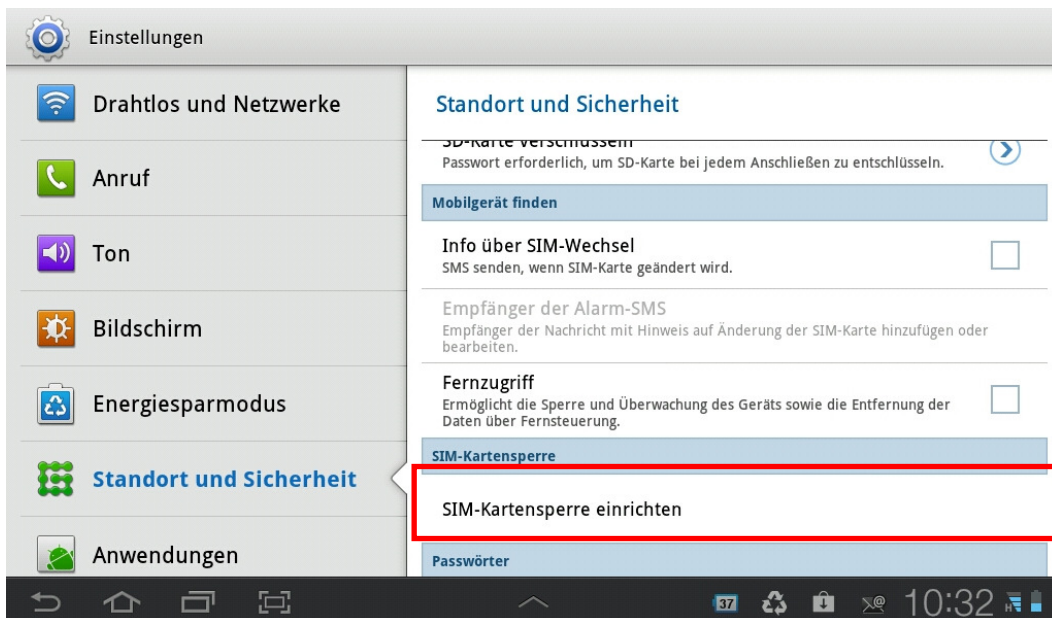 Einstellungen
Drahtlos und Netzwerke
Anruf
Ton
Bildschirm
Energiesparmodus
Standort und Sicherheit
Anwendungen
Standort und Sicherheit
SD-Karte verschlüsseln
Passwort erforderlich, um SD-Karte bei jedem Anschließen zu entschlüsseln.
Mobilgerät finden
Info über SIM-Wechsel
SMS senden, wenn SIM-Karte geändert wird.
Empfänger der Alarm-SMS
Empfänger der Nachricht mit Hinweis auf Änderung der SIM-Karte hinzufügen oder
bearbeiten.
Fernzugriff
Ermöglicht die Sperre und Überwachung des Geräts sowie die Entfernung der
Daten über Fernsteuerung.
SIM-Kartensperre
SIM-Kartensperre einrichten
Passwörter
37
10:32
H